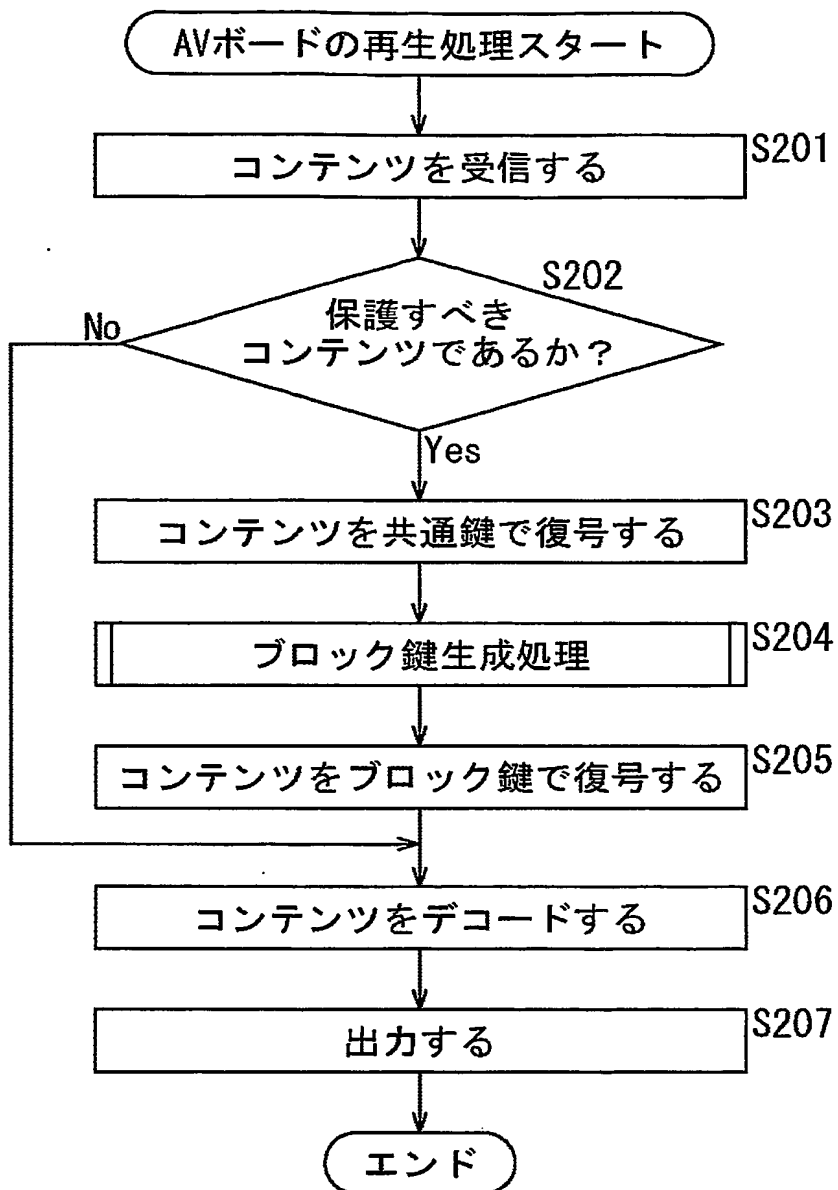 AVボードの再生処理スタート
S201
コンテンツを受信する
S202
保護すべき
コンテンツであるか？
No
Yes
S203
コンテンツを共通鍵で復号する
S204
ブロック鍵生成処理
S205
コンテンツをブロック鍵で復号する
S206
コンテンツをデコードする
S207
出力する
エンド